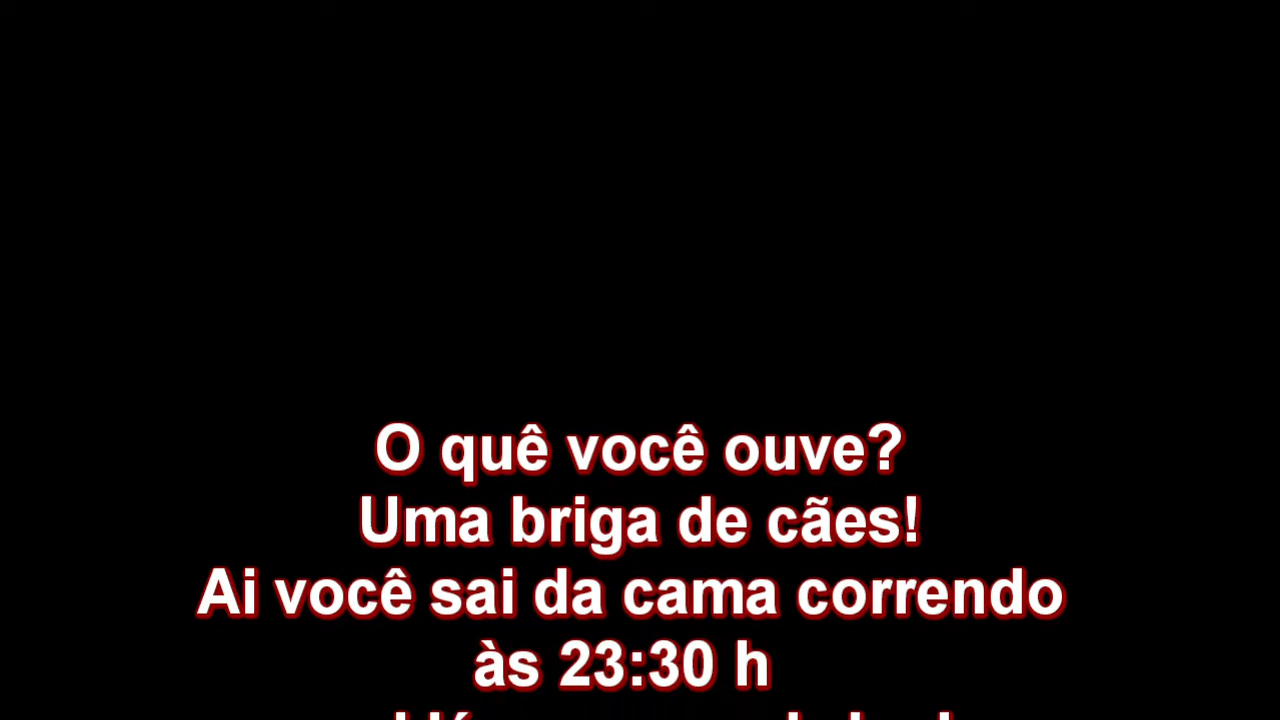 O quê você ouve?
Uma briga de cães!
Ai você sai da cama correndo
às 23:30 h